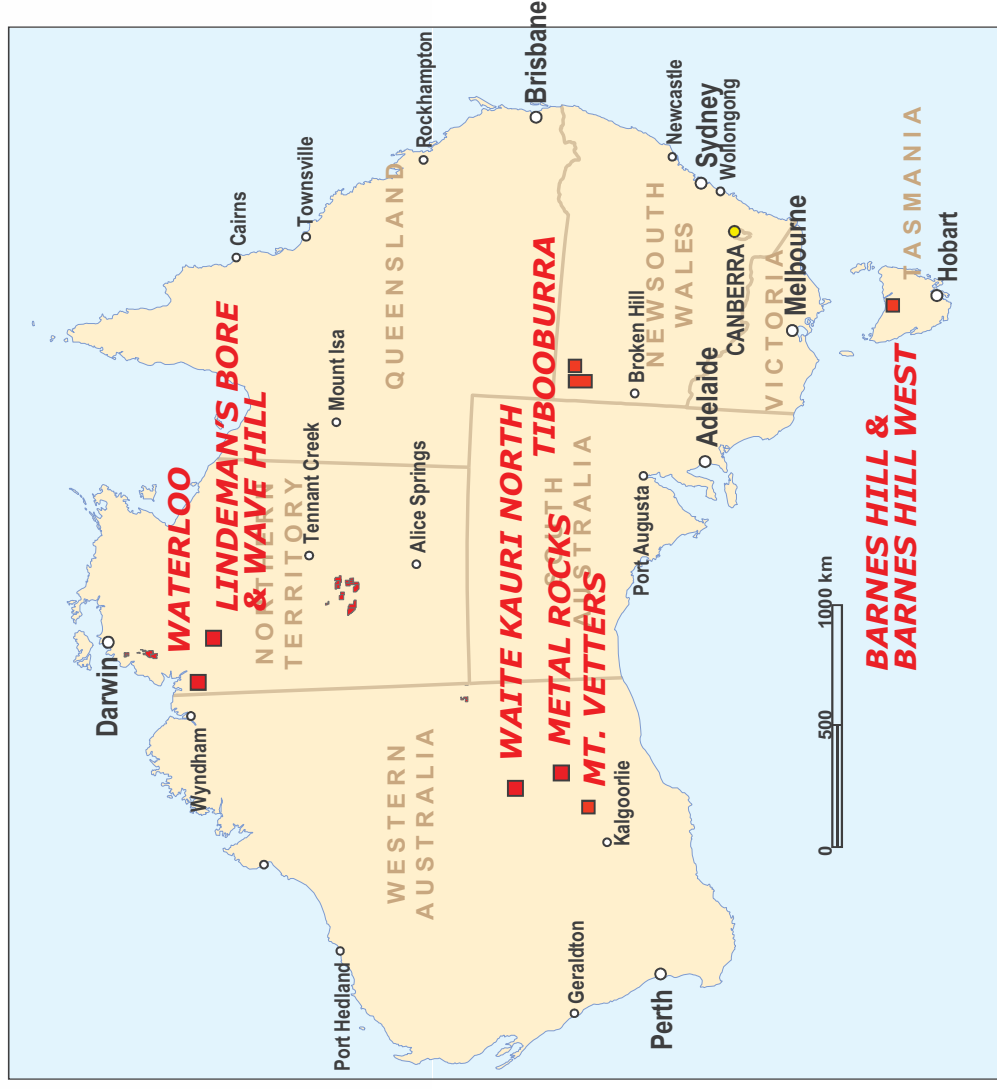 Darwin
WATERLOO
LINDEMAN'S BORE
& WAVE HILL
Wyndham
NORTHERN
TERRITORY
Tennant Creek
Alice Springs
Port Hedland
WESTERN
AUSTRALIA
Cairns
Townsville
Mount Isa
QUEENSLAND
Rockhampton
Brisbane
WAITE KAURI NORTH
METAL ROCKS
MT. VETTERS
Kalgoorlie
Geraldton
Perth
SOUTH
AUSTRALIA
Port Augusta
Adelaide
TIBOOBURRA
Broken Hill
NEWSOUTH
WALES
Newcastle
Sydney
Wollongong
CANBERRA
VICTORIA
Melbourne
TASMANIA
Hobart
BARNES HILL &
BARNES HILL WEST
0
500
1000 km